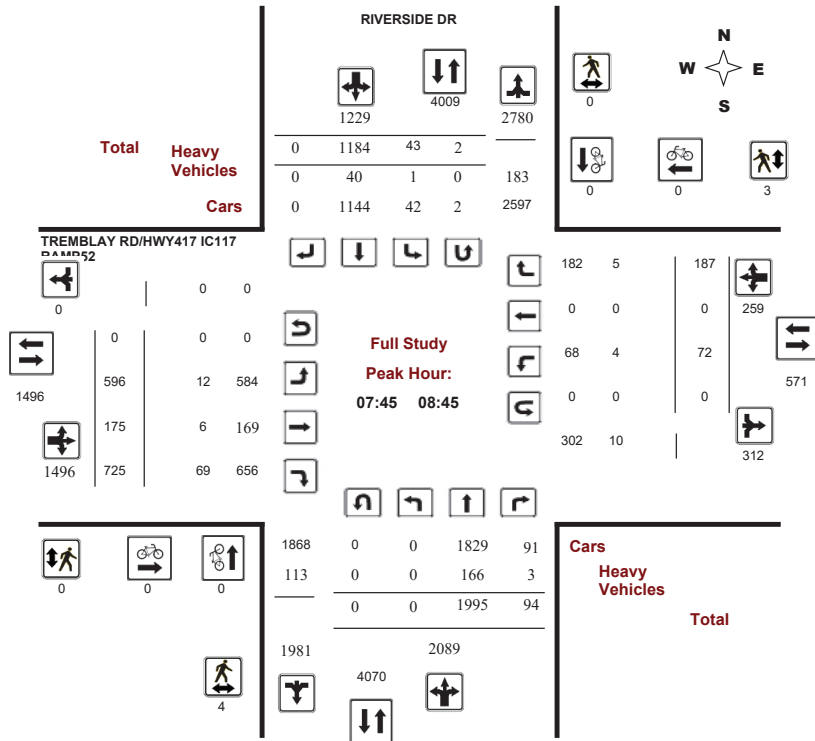 RIVERSIDE DR
N
W E
S
4009
0
1229 2780
Total Heavy Vehicles
0 1184 43 2
0 40 1 0 183
Cars 0 1144 42 2 2597
0 0 3
TREMBLAY RD/HWY417 IC117
RAMP52
0 0 0
182 5 187
259
0 0 0
0 0 0
Full Study
Peak Hour:
07:45 08:45
1496
596 12 584
68 4 72
571
175 6 169
0 0 0
1496
725 69 656
302 10
312
1868 0 0 1829 91
113 0 0 166 3
0 0 1995 94
Cars
Heavy
Vehicles
Total
0 0 0
1981 2089
4070
4